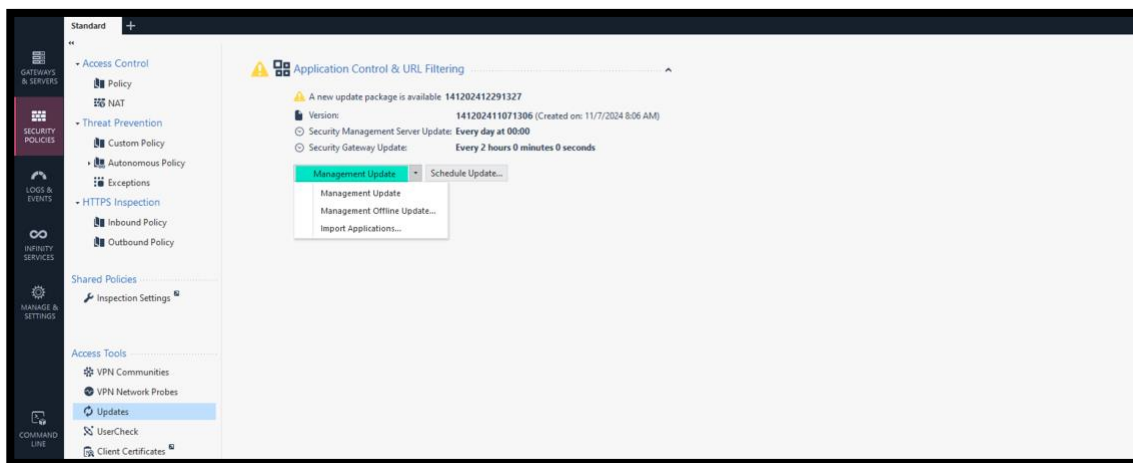 Standard +
GATEWAYS
& SERVERS
SECURITY
POLICIES
LOGS &
EVENTS
INFINITY
SERVICES
MANAGE &
SETTINGS
COMMAND
LINE
Access Control
Policy
NAT
Threat Prevention
Custom Policy
Autonomous Policy
Exceptions
HTTPS Inspection
Inbound Policy
Outbound Policy
Shared Policies
Inspection Settings
Access Tools
VPN Communities
VPN Network Probes
Updates
UserCheck
Client Certificates
Application Control & URL Filtering
A new update package is available 141202412291327
Version: 141202411071306 (Created on: 11/7/2024 8:06 AM)
Security Management Server Update: Every day at 00:00
Security Gateway Update: Every 2 hours 0 minutes 0 seconds
Management Update Schedule Update...
Management Update
Management Offline Update...
Import Applications...